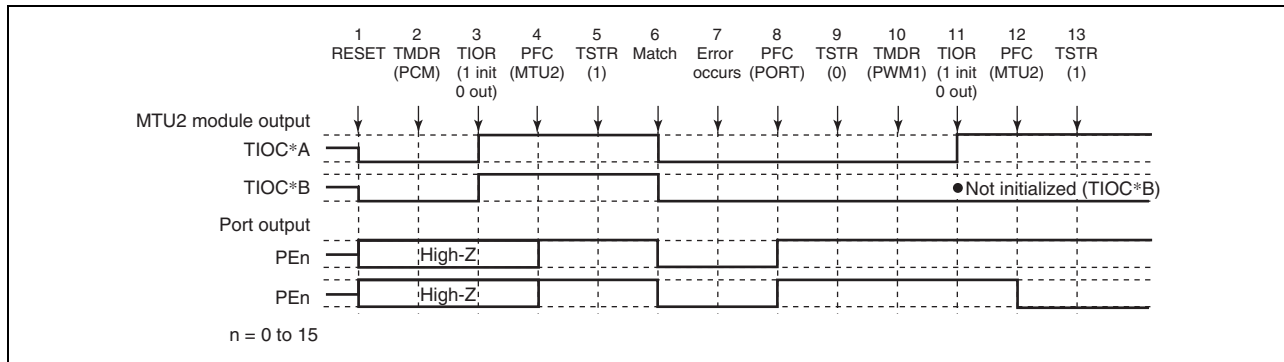 1 2 3 4 5 6 7 8 9 10 11 12 13
RESET TMDR TIOR PFC TSTR Match Error PFC TSTR TMDR TIOR PFC TSTR
(PCM) (1 init (MTU2) (1) occurs (PORT) (0) (PWM1) (1 init (MTU2) (1)
0 out) 0 out)
MTU2 module output
TIOC*A
TIOC*B ●Not initialized (TIOC*B)
Port output
PEn High-Z
PEn High-Z
n = 0 to 15